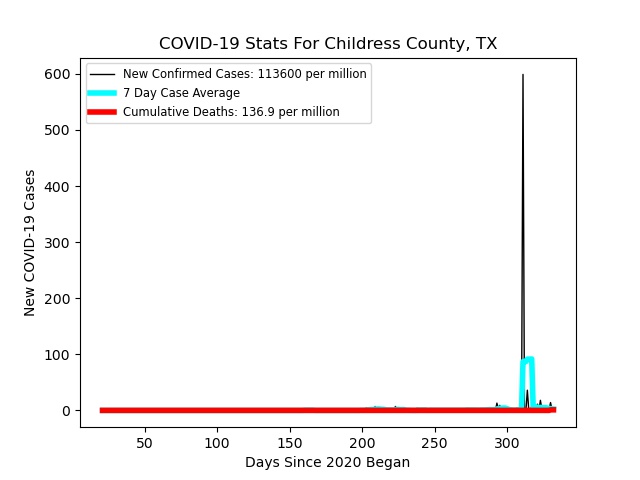 COVID-19 Stats For Childress County, TX
New Confirmed Cases: 113600 per million
7 Day Case Average
Cumulative Deaths: 136.9 per million
New COVID-19 Cases
600
500
400
300
200
100
0
50
100
150
200
250
300
Days Since 2020 Began